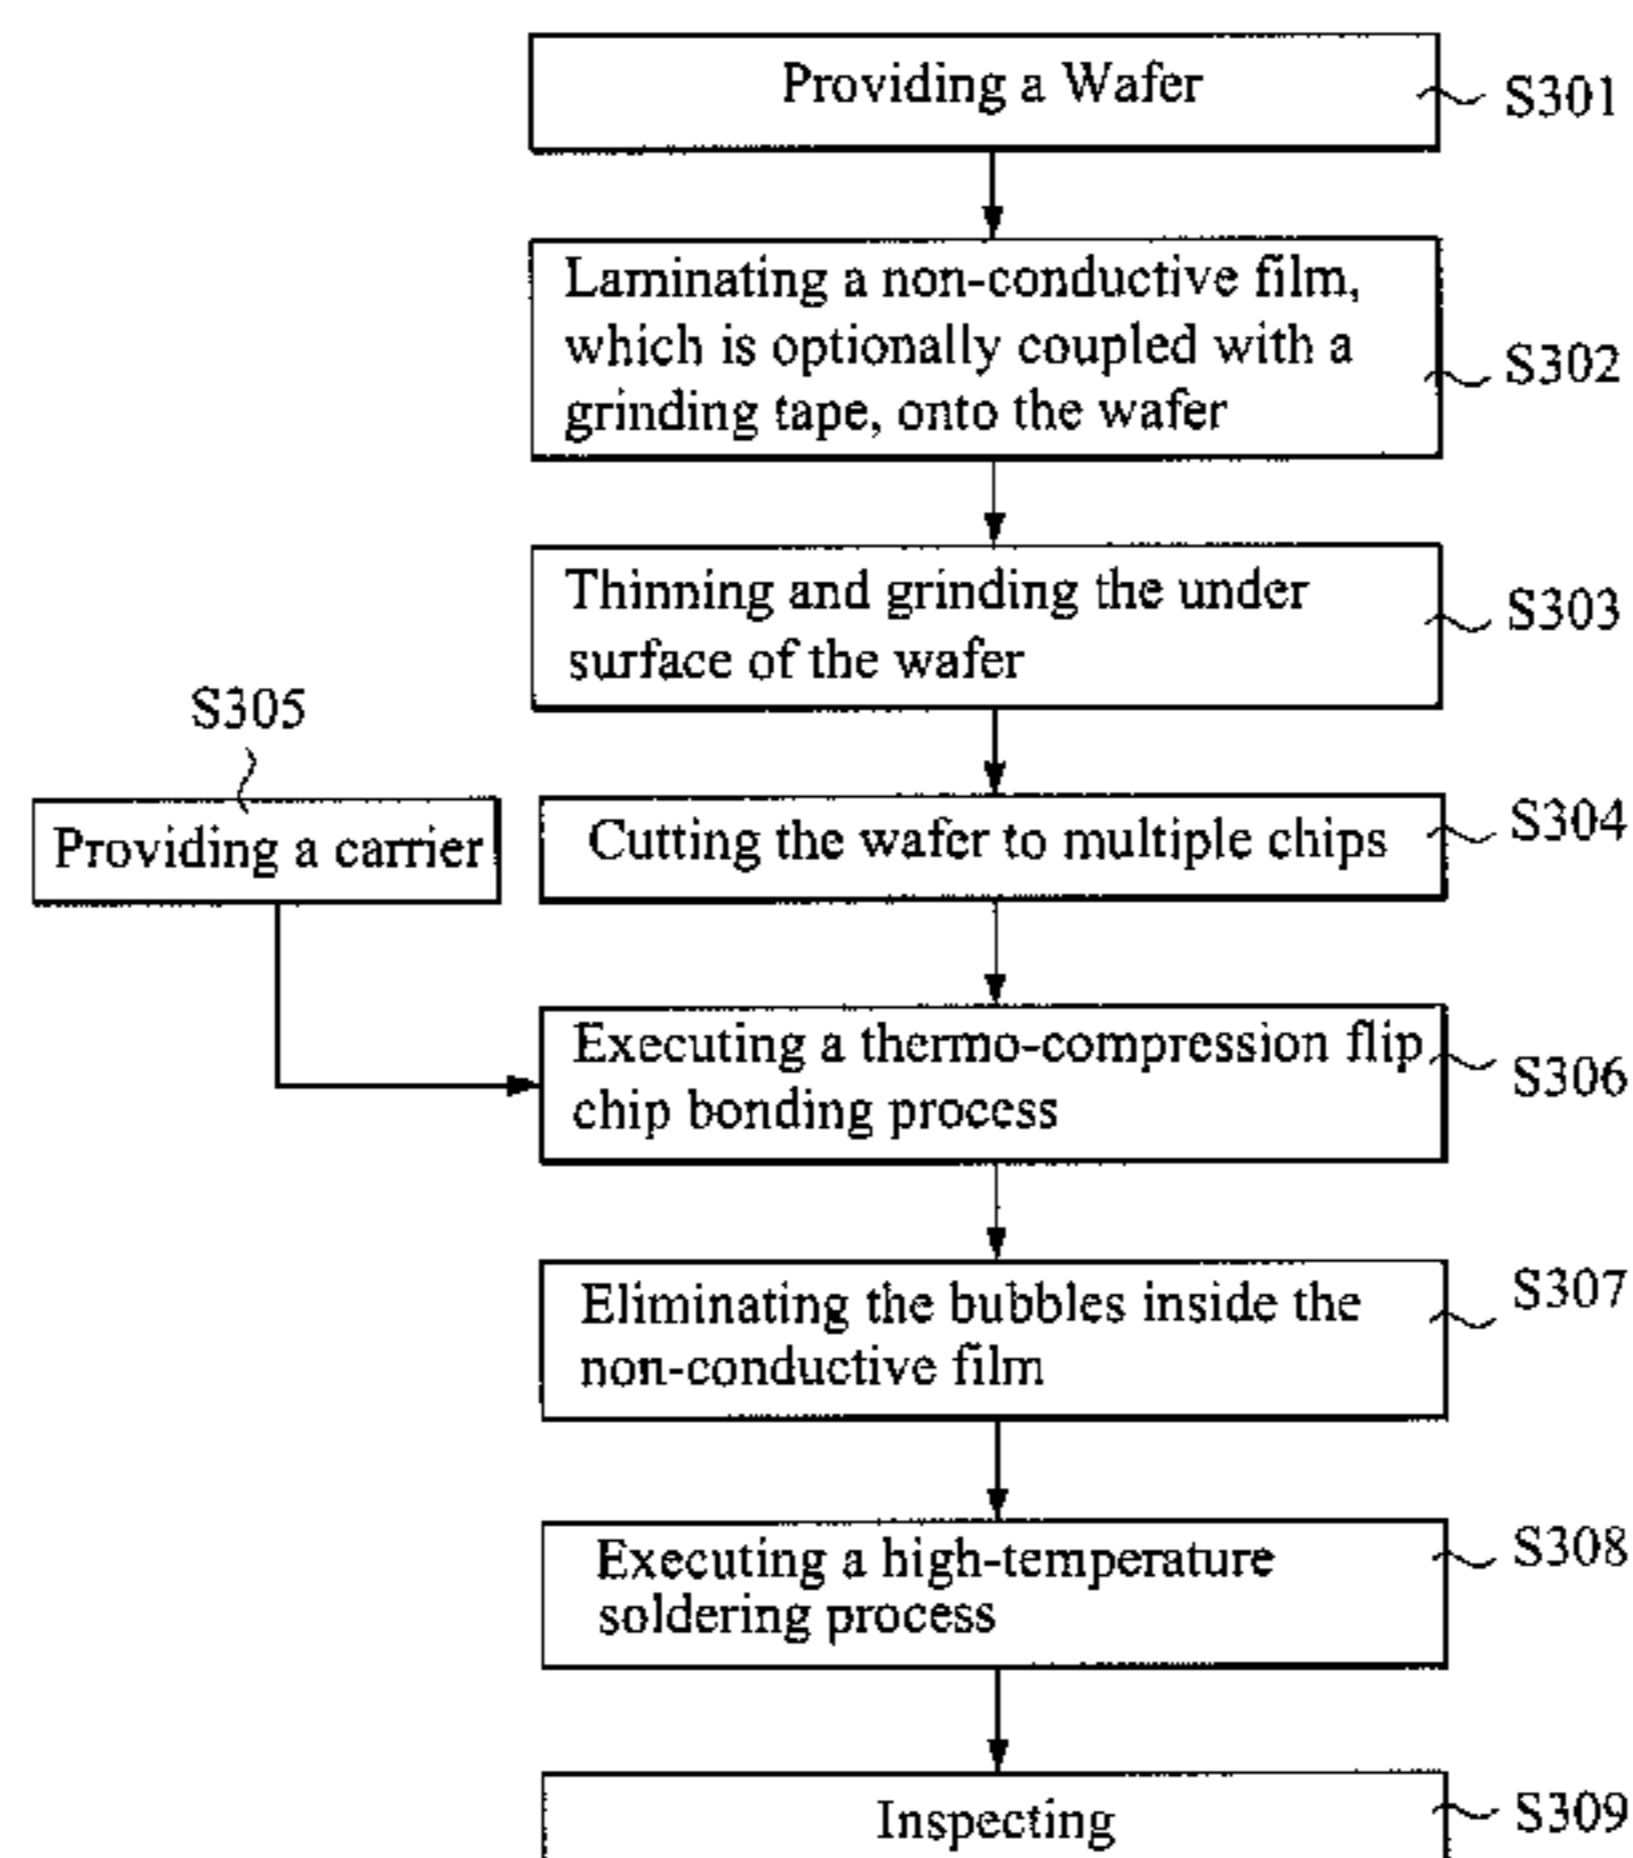 Providing a Wafer
S301
Laminating a non-conductive film,
which is optionally coupled with a
grinding tape, onto the wafer
S302
Thinning and grinding the under
surface of the wafer
S303
S305
Providing a carrier
Cutting the wafer to multiple chips
S304
Executing a thermo-compression flip
chip bonding process
S306
Eliminating the bubbles inside the
non-conductive film
S307
Executing a high-temperature
soldering process
S308
Inspecting
S309